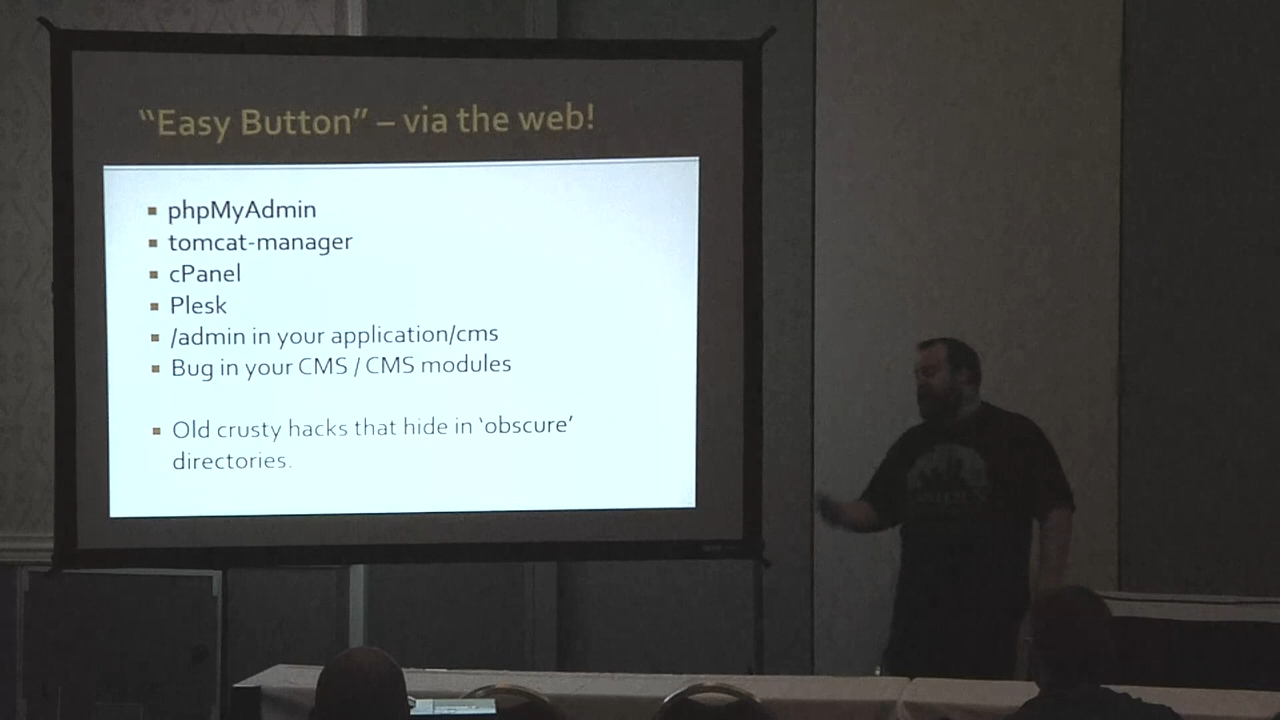 “Easy Button” – via the web!
phpMyAdmin
tomcat-manager
cPanel
Plesk
/admin in your application/cms
Bug in your CMS / CMS modules
Old crusty hacks that hide in ‘obscure’
directories.